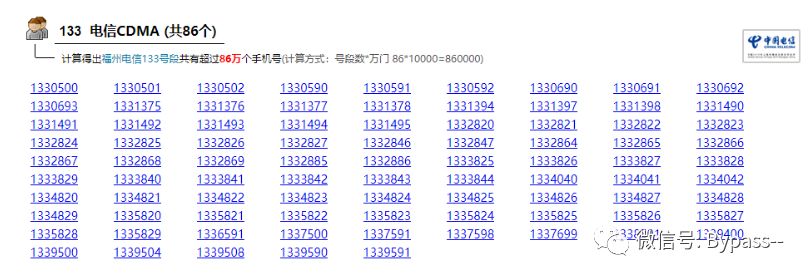 133 电信CDMA (共86个)
中国电信
CHINA TELECOM
计算得出福州电信133号段共有超过86万个手机号(计算方式：号段数*万门 86*10000=860000)
1330500 1330501 1330502 1330590 1330591 1330592 1330690 1330691 1330692
1330693 1331375 1331376 1331377 1331378 1331394 1331397 1331398 1331490
1331491 1331492 1331493 1331494 1331495 1332820 1332821 1332822 1332823
1332824 1332825 1332826 1332827 1332846 1332847 1332864 1332865 1332866
1332867 1332868 1332869 1332885 1332886 1333825 1333826 1333827 1333828
1333829 1333840 1333841 1333842 1333843 1333844 1334040 1334041 1334042
1334820 1334821 1334822 1334823 1334824 1334825 1334826 1334827 1334828
1334829 1335820 1335821 1335822 1335823 1335824 1335825 1335826 1335827
1335828 1335829 1336591 1337500 1337591 1337598 1337699 1339400
微信号: Bypass--
1339500 1339504 1339508 1339590 1339591